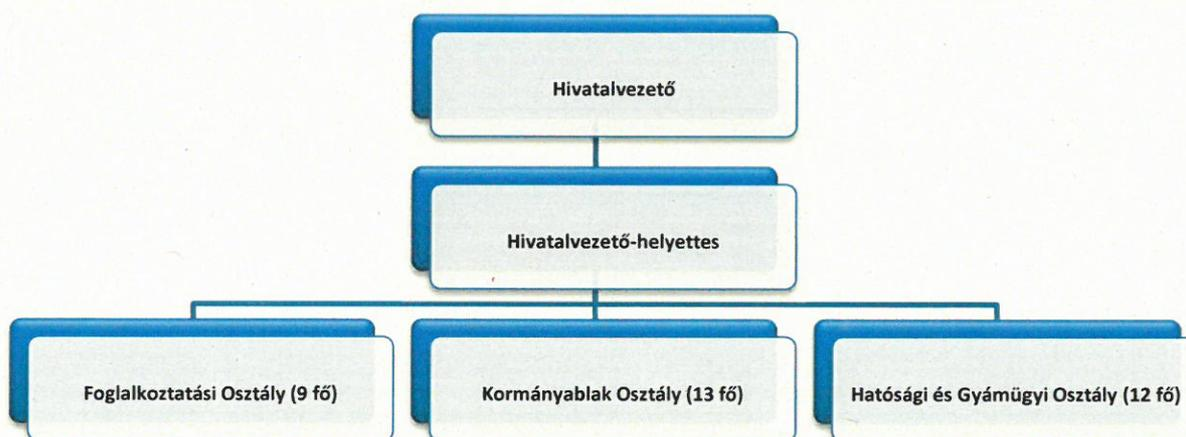 Hivatalvezető
Hivatalvezető-helyettes
Foglalkoztatási Osztály (9 fő)
Kormányablak Osztály (13 fő)
Hatósági és Gyámügyi Osztály (12 fő)